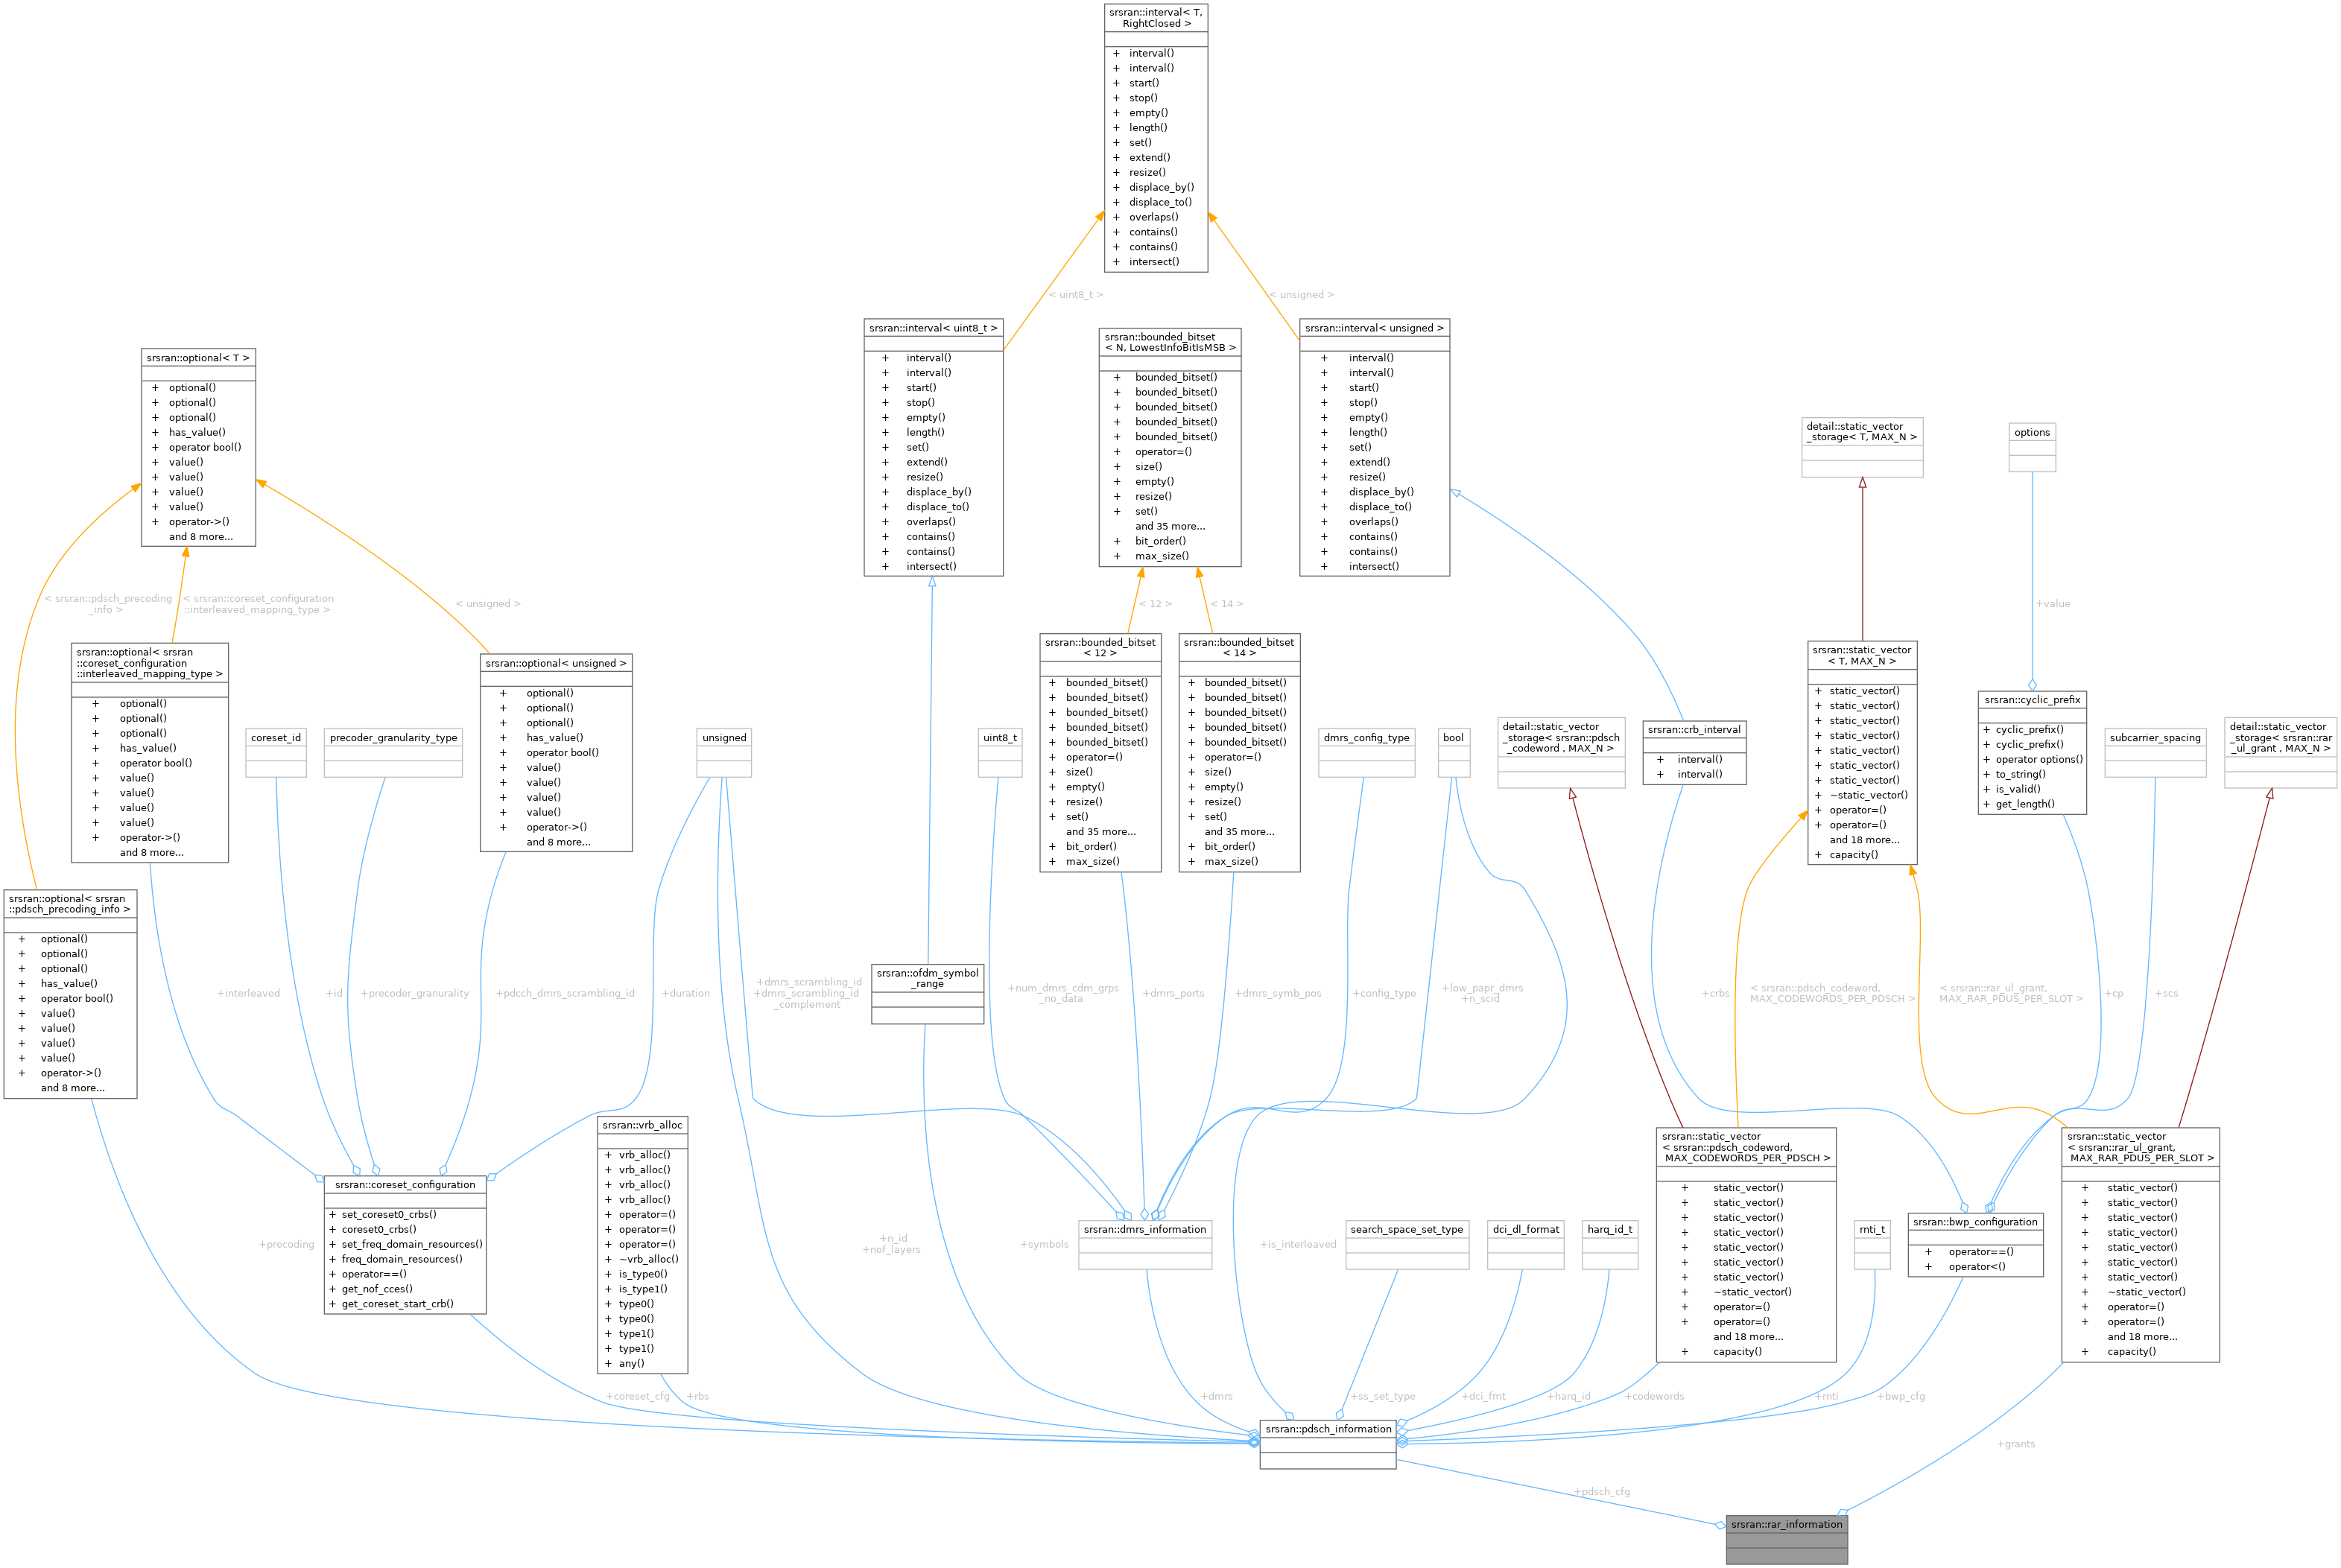 srsran::interval< T,
RightClosed >
+ interval()
+ interval()
+ start()
+ stop()
+ empty()
+ length()
+ set()
+ extend()
+ resize()
+ displace_by()
+ displace_to()
+ overlaps()
+ contains()
+ contains()
+ intersect()
< uint8_t >
< unsigned >
srsran::interval< uint8_t >
+ interval()
+ interval()
+ start()
+ stop()
+ empty()
+ length()
+ set()
+ extend()
+ resize()
+ displace_by()
+ displace_to()
+ overlaps()
+ contains()
+ contains()
+ intersect()
srsran::bounded_bitset
< N, LowestInfoBitIsMSB >
+ bounded_bitset()
+ bounded_bitset()
+ bounded_bitset()
+ bounded_bitset()
+ bounded_bitset()
+ operator=()
+ size()
+ empty()
+ resize()
+ set()
and 35 more...
+ bit_order()
+ max_size()
srsran::interval< unsigned >
+ interval()
+ interval()
+ start()
+ stop()
+ empty()
+ length()
+ set()
+ extend()
+ resize()
+ displace_by()
+ displace_to()
+ overlaps()
+ contains()
+ contains()
+ intersect()
srsran::optional< T >
+ optional()
+ optional()
+ optional()
+ has_value()
+ operator bool()
+ value()
+ value()
+ value()
+ value()
+ operator->()
and 8 more...
detail::static_vector
_storage< T, MAX_N >
options
< srsran::pdsch_precoding
_info >
< srsran::coreset_configuration
::interleaved_mapping_type >
< unsigned >
< 12 >
< 14 >
+value
srsran::optional< srsran
::coreset_configuration
::interleaved_mapping_type >
+ optional()
+ optional()
+ optional()
+ has_value()
+ operator bool()
+ value()
+ value()
+ value()
+ value()
+ operator->()
and 8 more...
coreset_id
precoder_granularity_type
srsran::optional< unsigned >
+ optional()
+ optional()
+ optional()
+ has_value()
+ operator bool()
+ value()
+ value()
+ value()
+ value()
+ operator->()
and 8 more...
unsigned
uint8_t
srsran::bounded_bitset
< 12 >
+ bounded_bitset()
+ bounded_bitset()
+ bounded_bitset()
+ bounded_bitset()
+ bounded_bitset()
+ operator=()
+ size()
+ empty()
+ resize()
+ set()
and 35 more...
+ bit_order()
+ max_size()
srsran::bounded_bitset
< 14 >
+ bounded_bitset()
+ bounded_bitset()
+ bounded_bitset()
+ bounded_bitset()
+ bounded_bitset()
+ operator=()
+ size()
+ empty()
+ resize()
+ set()
and 35 more...
+ bit_order()
+ max_size()
dmrs_config_type
bool
detail::static_vector
_storage< srsran::pdsch
_codeword , MAX_N >
srsran::crb_interval
+ interval()
+ interval()
srsran::static_vector
< T, MAX_N >
+ static_vector()
+ static_vector()
+ static_vector()
+ static_vector()
+ static_vector()
+ static_vector()
+ static_vector()
+ ~static_vector()
+ operator=()
+ operator=()
and 18 more...
+ capacity()
srsran::cyclic_prefix
+ cyclic_prefix()
+ cyclic_prefix()
+ operator options()
+ to_string()
+ is_valid()
+ get_length()
subcarrier_spacing
detail::static_vector
_storage< srsran::rar
_ul_grant , MAX_N >
srsran::optional< srsran
::pdsch_precoding_info >
+ optional()
+ optional()
+ optional()
+ has_value()
+ operator bool()
+ value()
+ value()
+ value()
+ value()
+ operator->()
and 8 more...
+interleaved
+id
+precoder_granurality
+pdcch_dmrs_scrambling_id
+duration
+dmrs_scrambling_id
+dmrs_scrambling_id
_complement
srsran::ofdm_symbol
_range
+num_dmrs_cdm_grps
_no_data
+dmrs_ports
+dmrs_symb_pos
+config_type
+low_papr_dmrs
+n_scid
+crbs
< srsran::pdsch_codeword,
MAX_CODEWORDS_PER_PDSCH >
< srsran::rar_ul_grant,
MAX_RAR_PDUS_PER_SLOT >
+cp
+scs
+precoding
srsran::coreset_configuration
+ set_coreset0_crbs()
+ coreset0_crbs()
+ set_freq_domain_resources()
+ freq_domain_resources()
+ operator==()
+ get_nof_cces()
+ get_coreset_start_crb()
srsran::vrb_alloc
+ vrb_alloc()
+ vrb_alloc()
+ vrb_alloc()
+ vrb_alloc()
+ operator=()
+ operator=()
+ operator=()
+ ~vrb_alloc()
+ is_type0()
+ is_type1()
+ type0()
+ type0()
+ type1()
+ type1()
+ any()
+n_id
+nof_layers
+symbols
srsran::dmrs_information
+is_interleaved
search_space_set_type
dci_dl_format
harq_id_t
srsran::static_vector
< srsran::pdsch_codeword,
MAX_CODEWORDS_PER_PDSCH >
+ static_vector()
+ static_vector()
+ static_vector()
+ static_vector()
+ static_vector()
+ static_vector()
+ static_vector()
+ ~static_vector()
+ operator=()
+ operator=()
and 18 more...
+ capacity()
rnti_t
srsran::bwp_configuration
+ operator==()
+ operator<()
srsran::static_vector
< srsran::rar_ul_grant,
MAX_RAR_PDUS_PER_SLOT >
+ static_vector()
+ static_vector()
+ static_vector()
+ static_vector()
+ static_vector()
+ static_vector()
+ static_vector()
+ ~static_vector()
+ operator=()
+ operator=()
and 18 more...
+ capacity()
+coreset_cfg
+rbs
+dmrs
+ss_set_type
+dci_fmt
+harq_id
+codewords
+rnti
+bwp_cfg
srsran::pdsch_information
+grants
+pdsch_cfg
srsran::rar_information